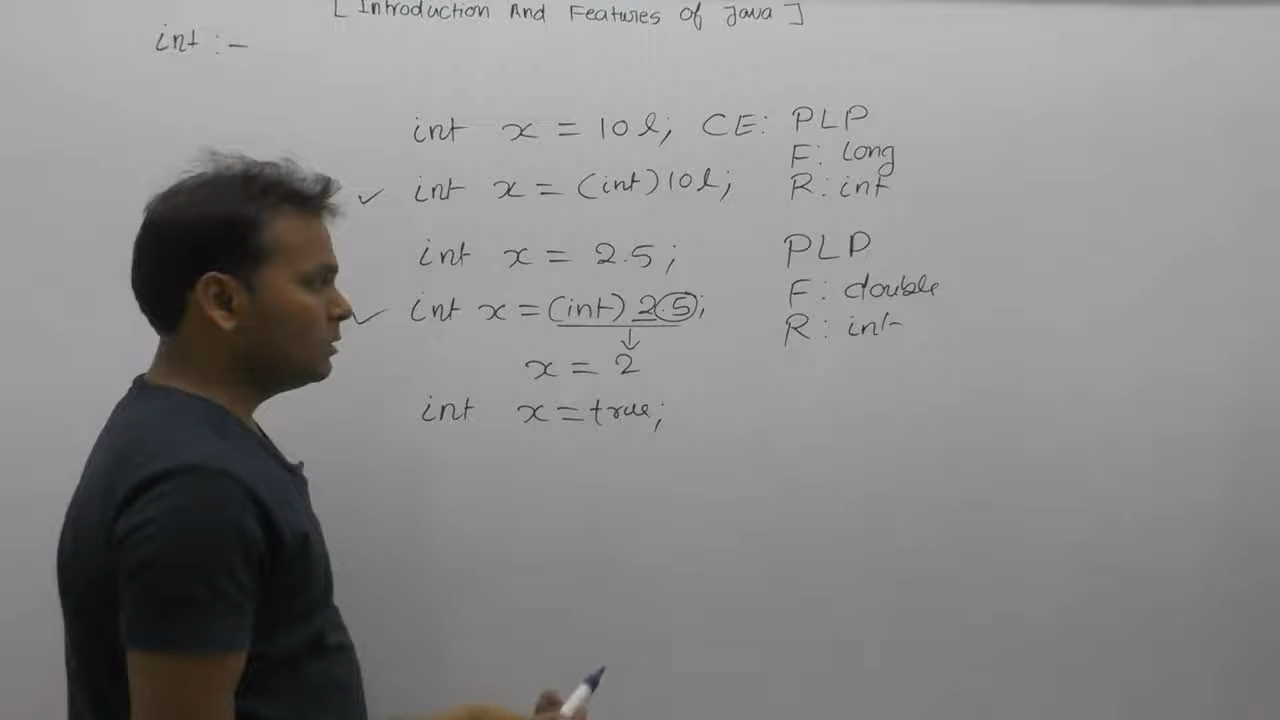 [ Introduction And Features Of Java ]
int :-
int x = 10l; CE: PLP
F: long
✓ int x = (int)10l; R: int
int x = 2.5; PLP
F: double
✓ int x = (int) 2.5;
R: int
x = 2
int x = true;